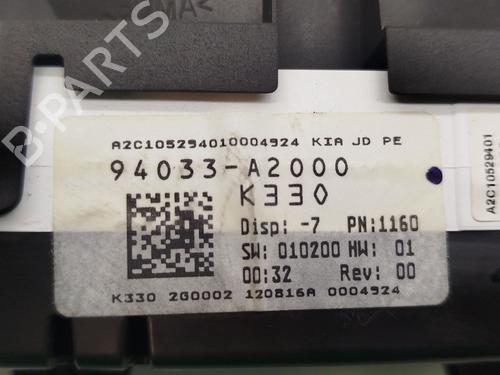 A2C105294010004924 KIA JD PE
94033-A2000
K330
Disp: -7 PN:1160
SW: 010200 HW: 01
00:32 Rev: 00
K330 2G0002 120816A 0004924
A2C10529401
B-PARTS